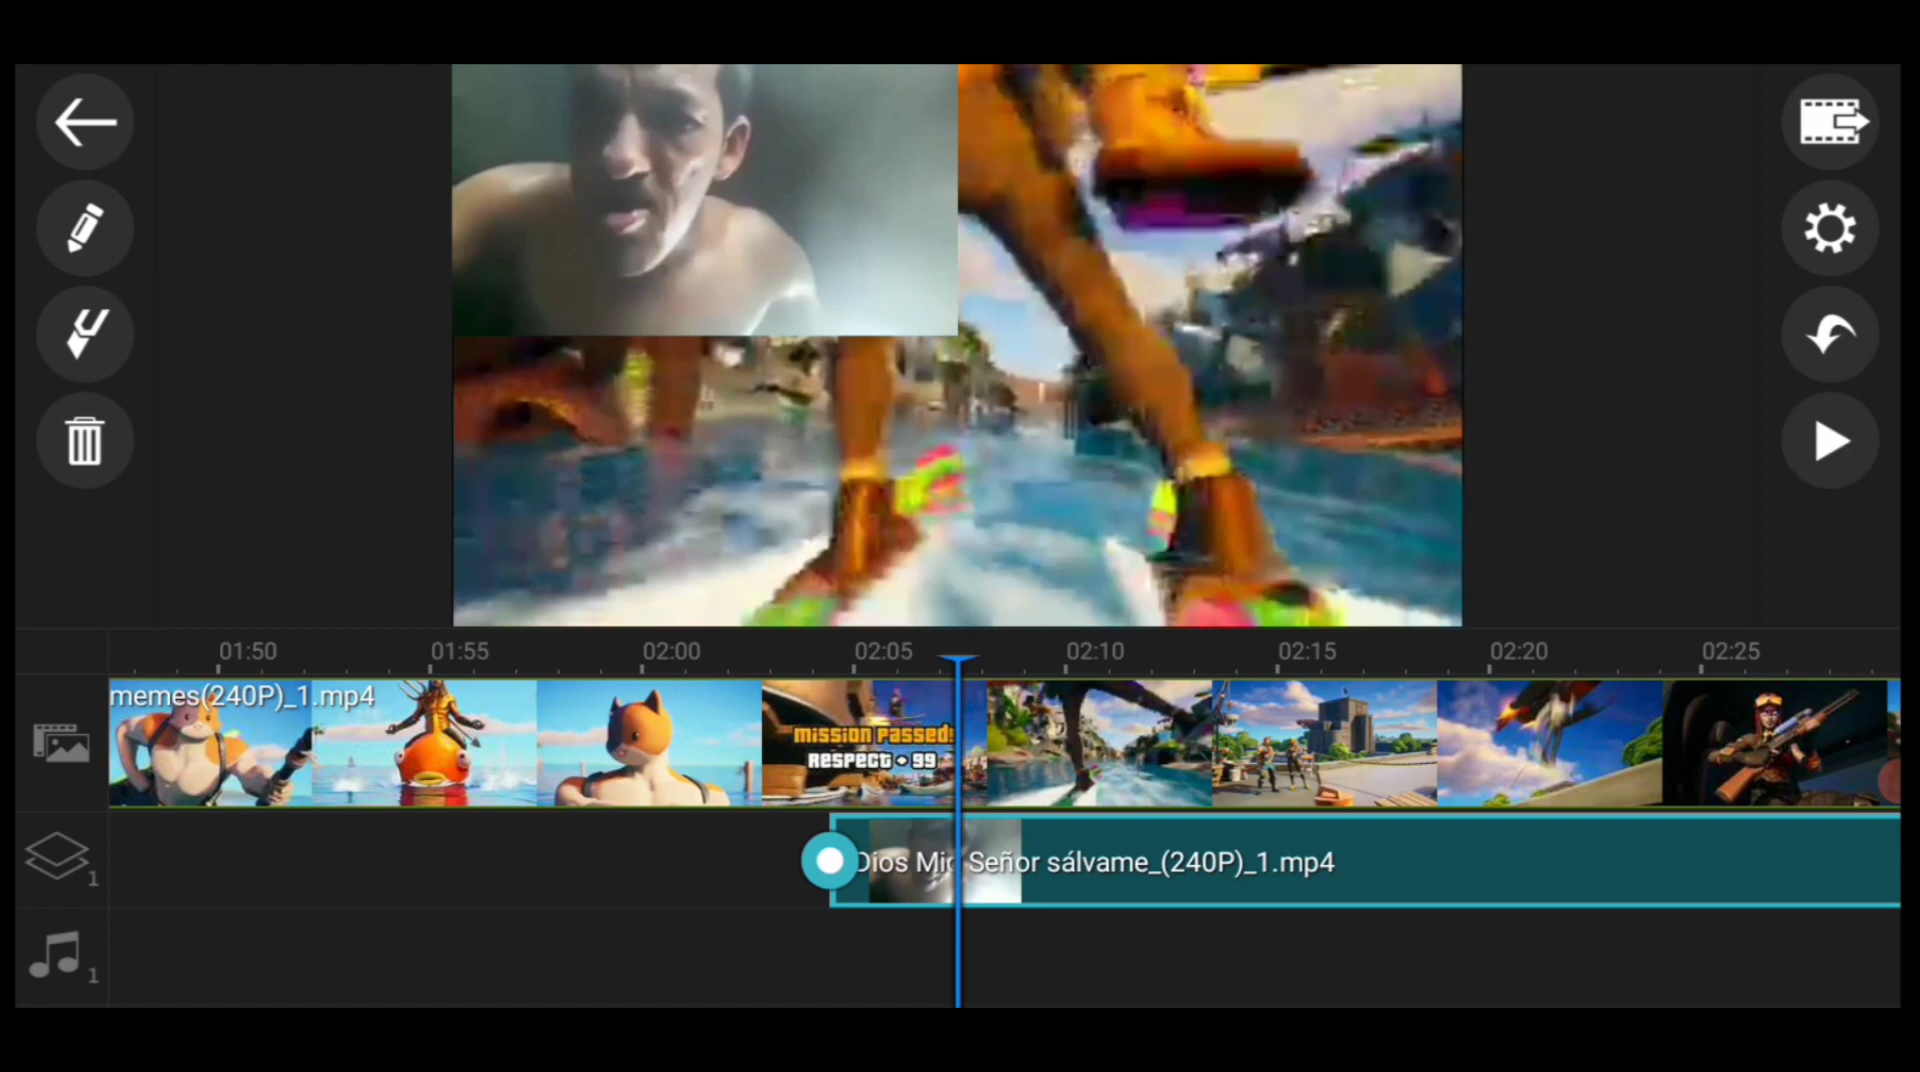 01:50
01:55
02:00
02:05
02:10
02:15
02:20
02:25
memes(240P)_1.mp4
mission passed!
RESPECT + 99
Dios Mio Señor sálvame_(240P)_1.mp4
1
1